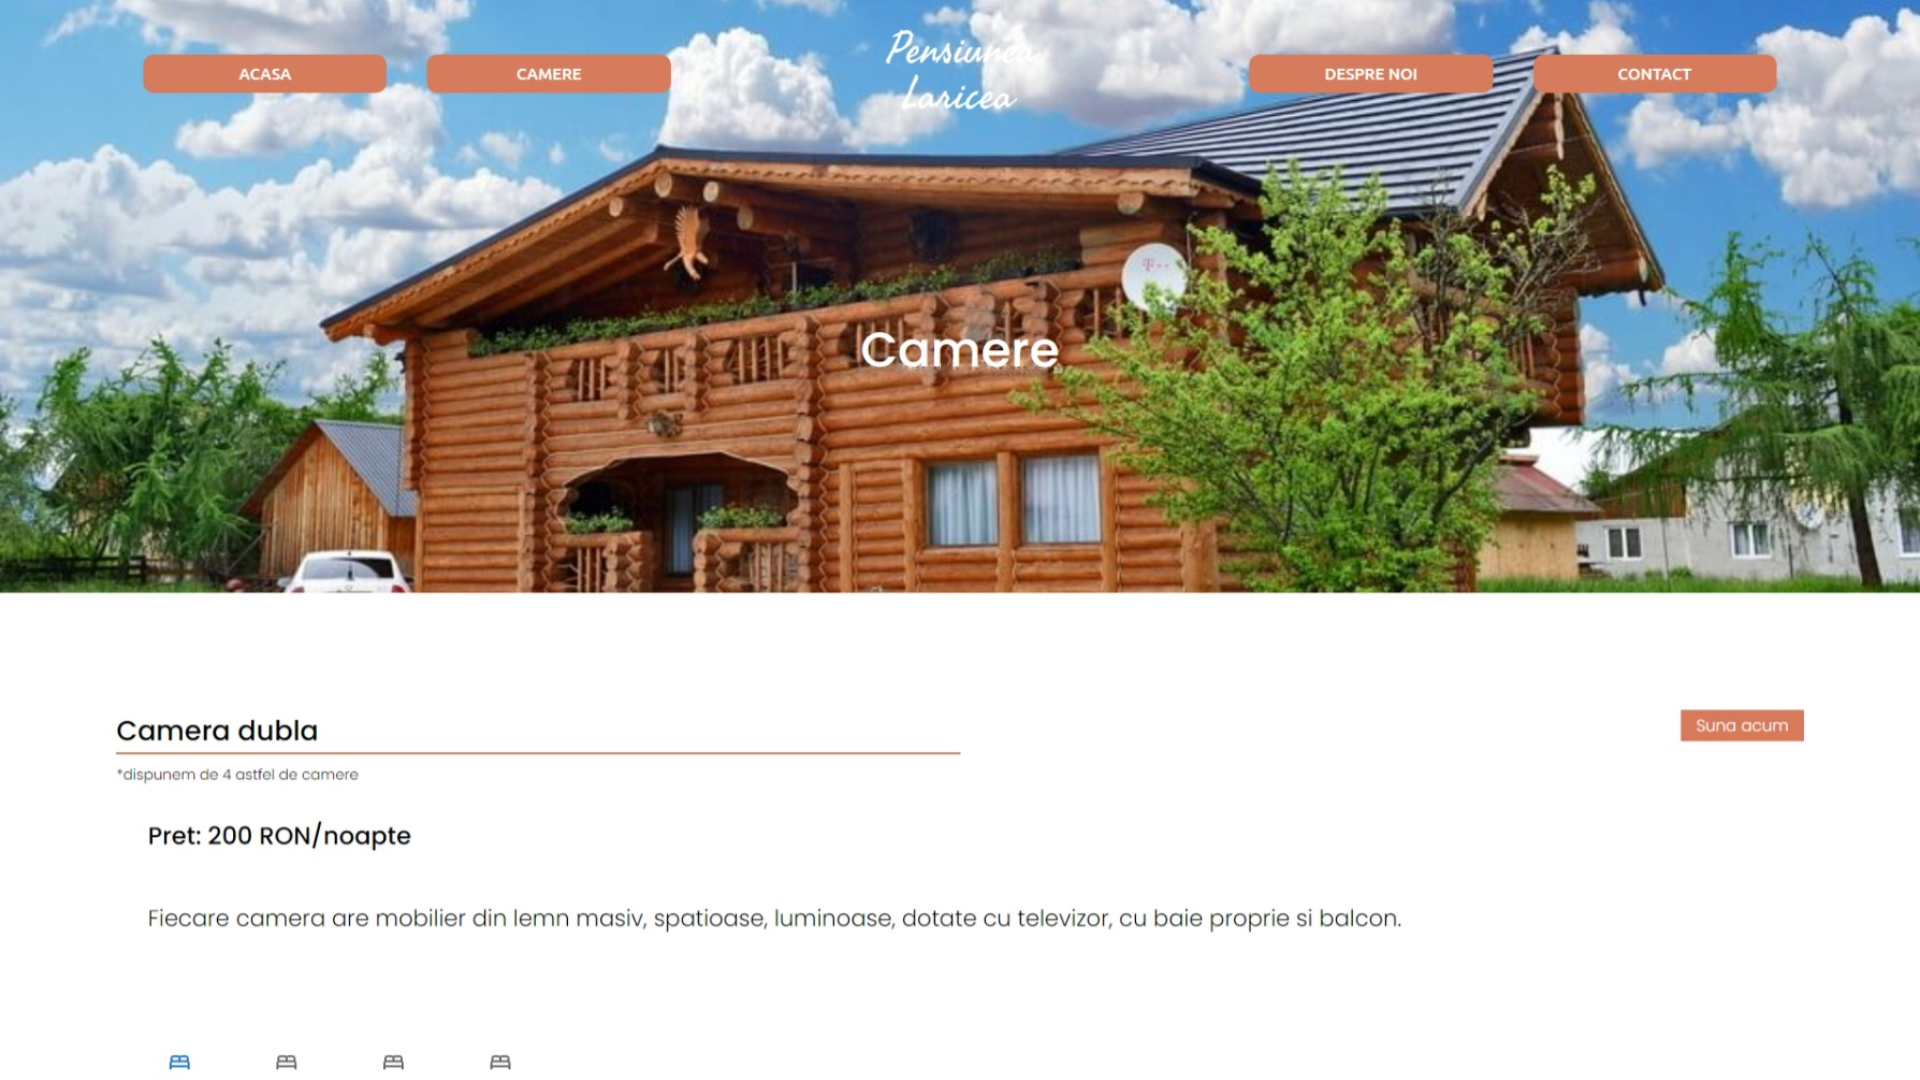 ACASA
CAMERE
Pensiunea
Laricea
DESPRE NOI
CONTACT
T
Camere
Camera dubla
Suna acum
*dispunem de 4 astfel de camere
Pret: 200 RON/noapte
Fiecare camera are mobilier din lemn masiv, spatioase, luminoase, dotate cu televizor, cu baie proprie si balcon.